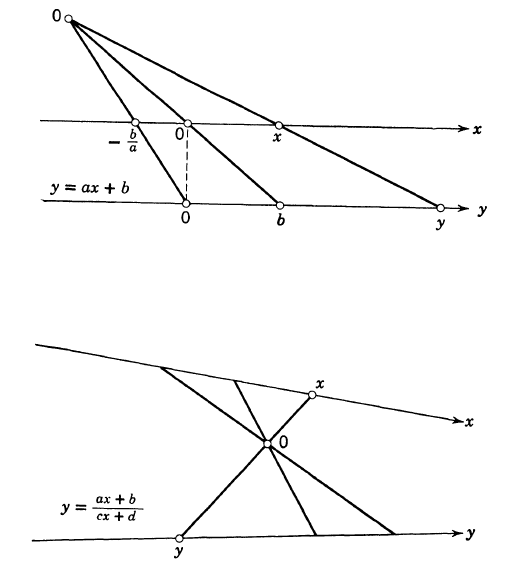 0
x
− b/a
0
x
y = ax + b
y
0
b
y
x
x
0
y = (ax + b)/(cx + d)
y
y